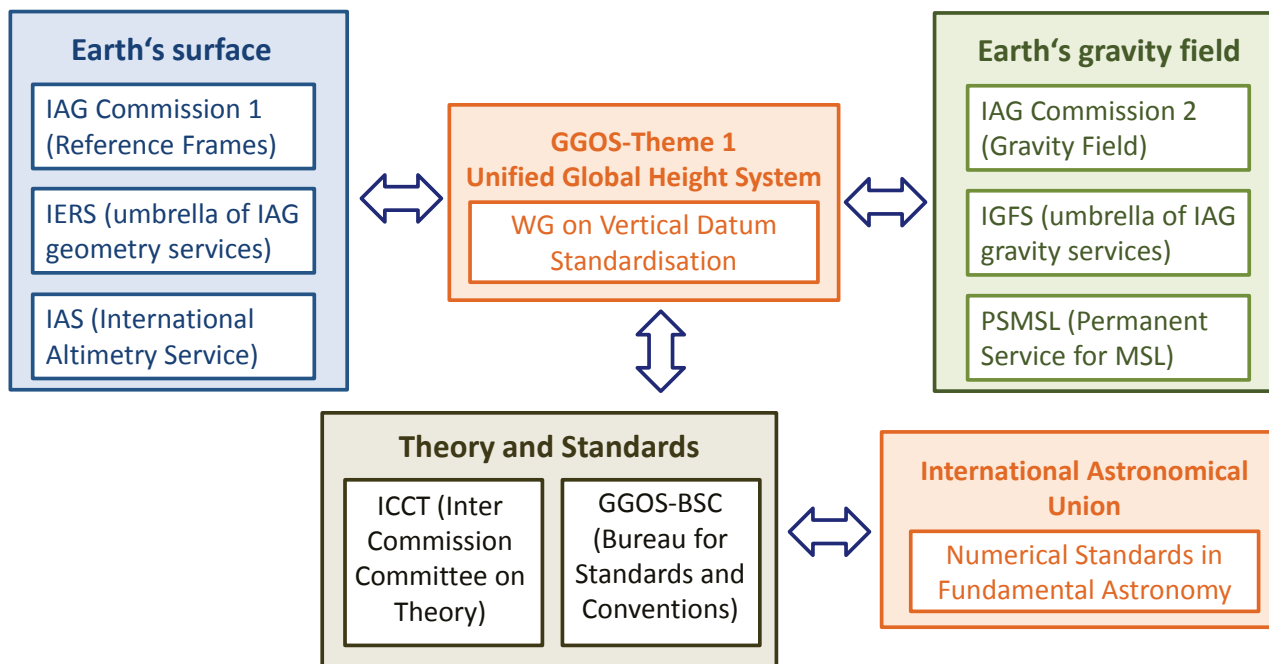 Earth‘s surface
IAG Commission 1
(Reference Frames)
IERS (umbrella of IAG
geometry services)
IAS (International
Altimetry Service)
GGOS-Theme 1
Unified Global Height System
WG on Vertical Datum
Standardisation
Earth‘s gravity field
IAG Commission 2
(Gravity Field)
IGFS (umbrella of IAG
gravity services)
PSMSL (Permanent
Service for MSL)
Theory and Standards
ICCT (Inter
Commission
Committee on
Theory)
GGOS-BSC
(Bureau for
Standards and
Conventions)
International Astronomical
Union
Numerical Standards in
Fundamental Astronomy